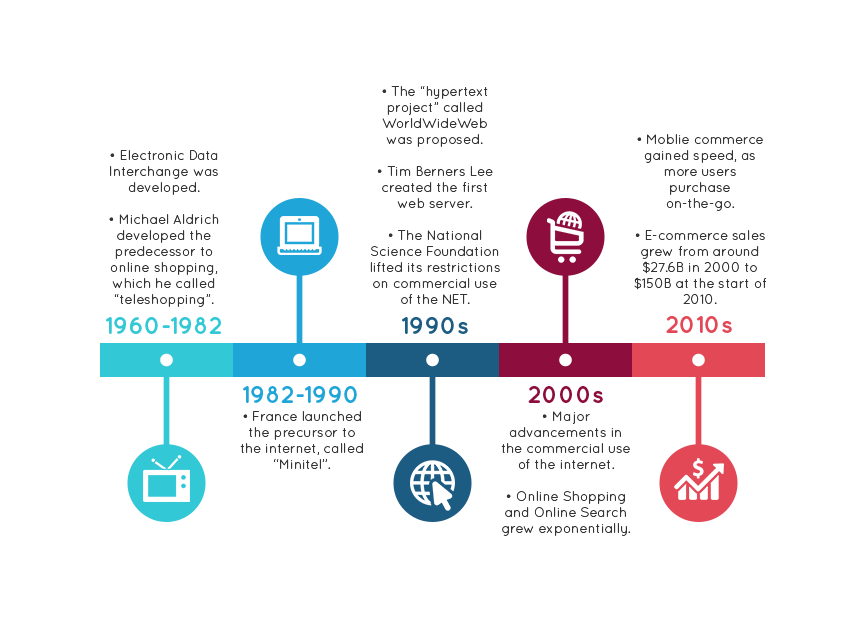 • Electronic Data
Interchange was
developed.
• Michael Aldrich
developed the
predecessor to
online shopping,
which he called
“teleshopping”.
1960-1982
1982-1990
• France launched
the precursor to
the internet, called
“Minitel”.
• The “hypertext
project” called
WorldWideWeb
was proposed.
• Tim Berners Lee
created the first
web server.
• The National
Science Foundation
lifted its restrictions
on commercial use
of the NET.
1990s
2000s
• Major
advancements in
the commercial use
of the internet.
• Online Shopping
and Online Search
grew exponentially.
• Moblie commerce
gained speed, as
more users
purchase
on-the-go.
• E-commerce sales
grew from around
$27.6B in 2000 to
$150B at the start of
2010.
2010s
$